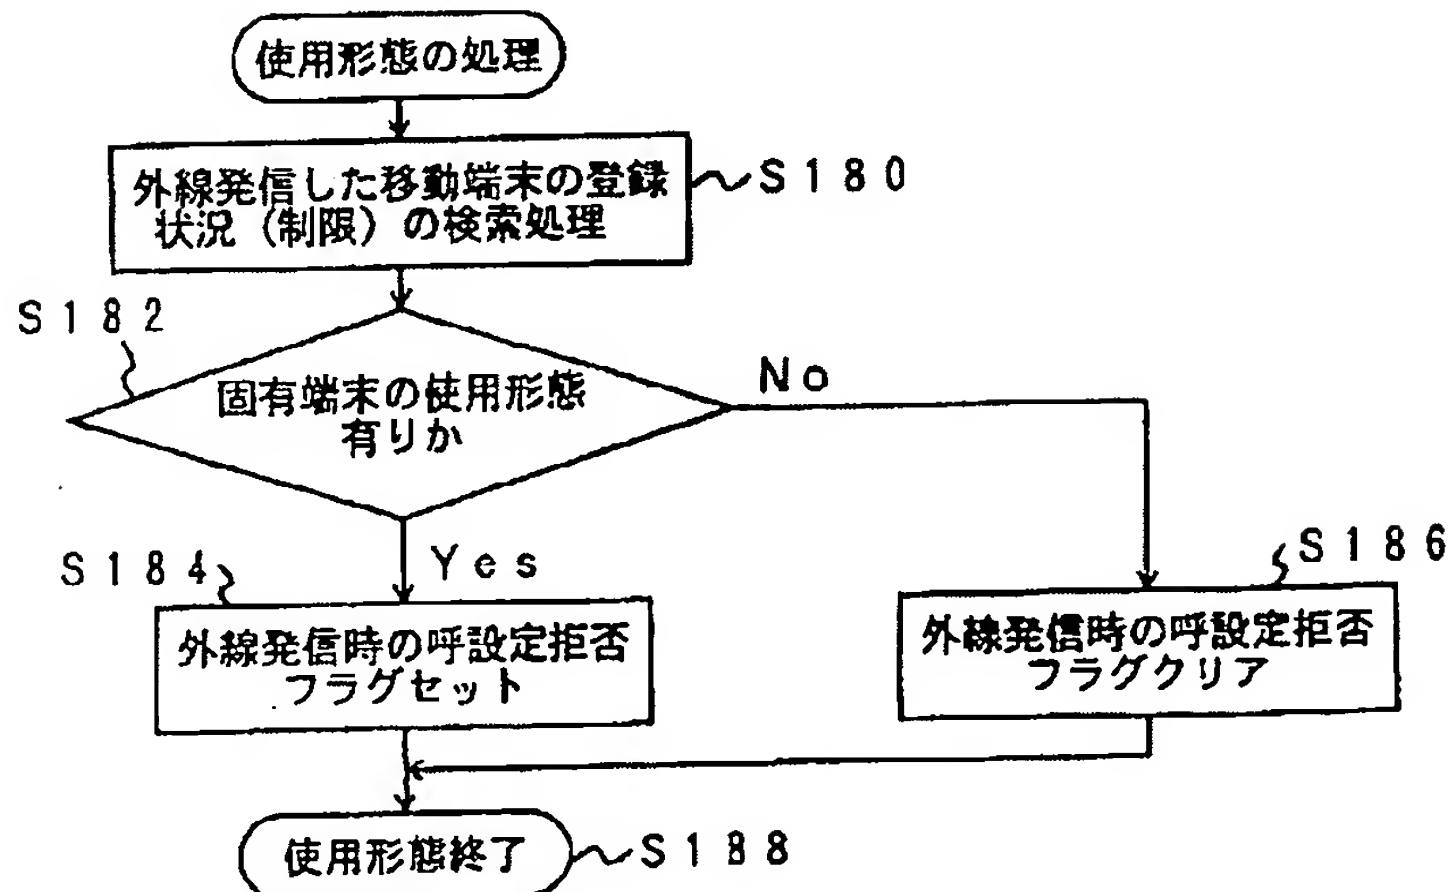 使用形態の処理
外線発信した移動端末の登録
状況（制限）の検索処理
S180
S182
固有端末の使用形態
有りか
No
Yes
S184
外線発信時の呼設定拒否
フラグセット
S186
外線発信時の呼設定拒否
フラグクリア
使用形態終了
S188